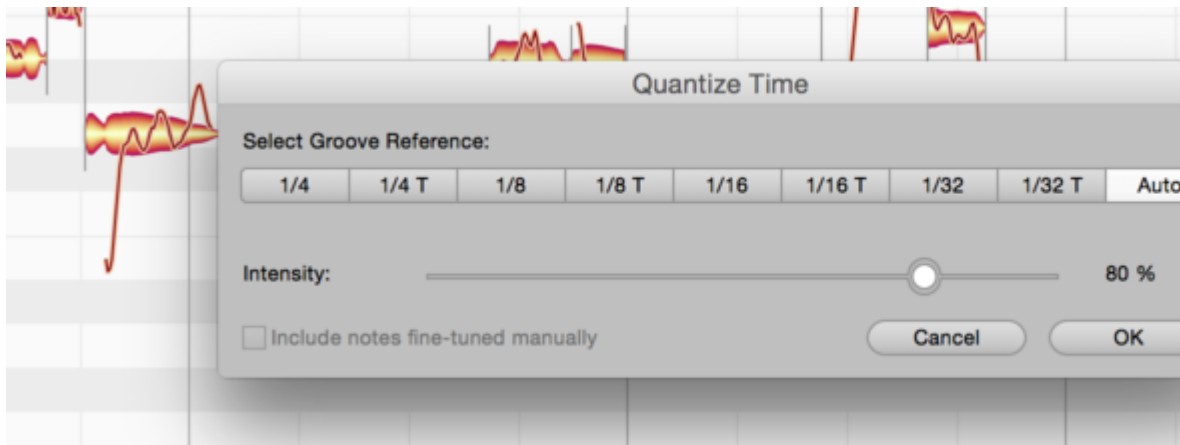 Quantize Time
Select Groove Reference:
1/4 1/4 T 1/8 1/8 T 1/16 1/16 T 1/32 1/32 T Auto
Intensity: 80 %
Include notes fine-tuned manually Cancel OK